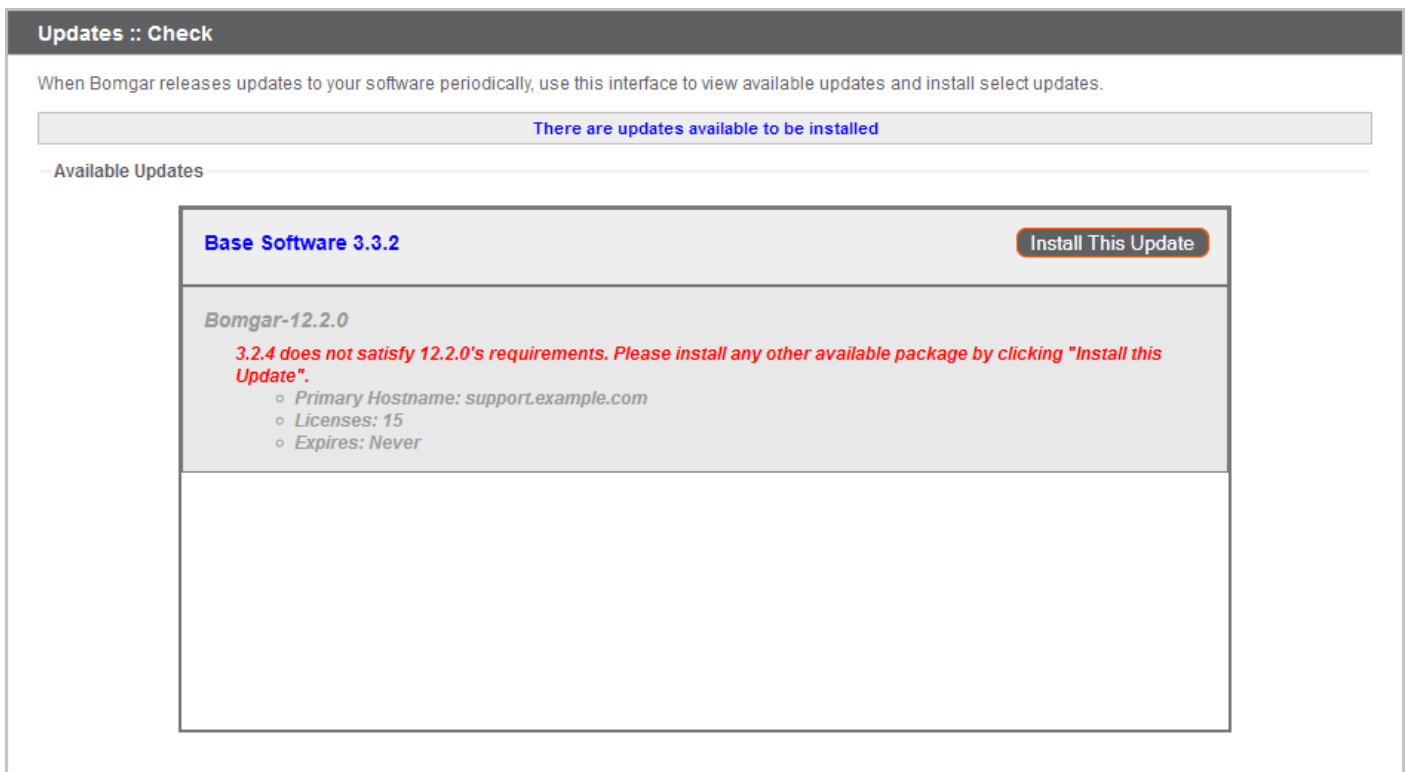 Updates :: Check
When Bomgar releases updates to your software periodically, use this interface to view available updates and install select updates.
There are updates available to be installed
Available Updates
Base Software 3.3.2
Install This Update
Bomgar-12.2.0
3.2.4 does not satisfy 12.2.0's requirements. Please install any other available package by clicking "Install this
Update".
Primary Hostname: support.example.com
Licenses: 15
Expires: Never